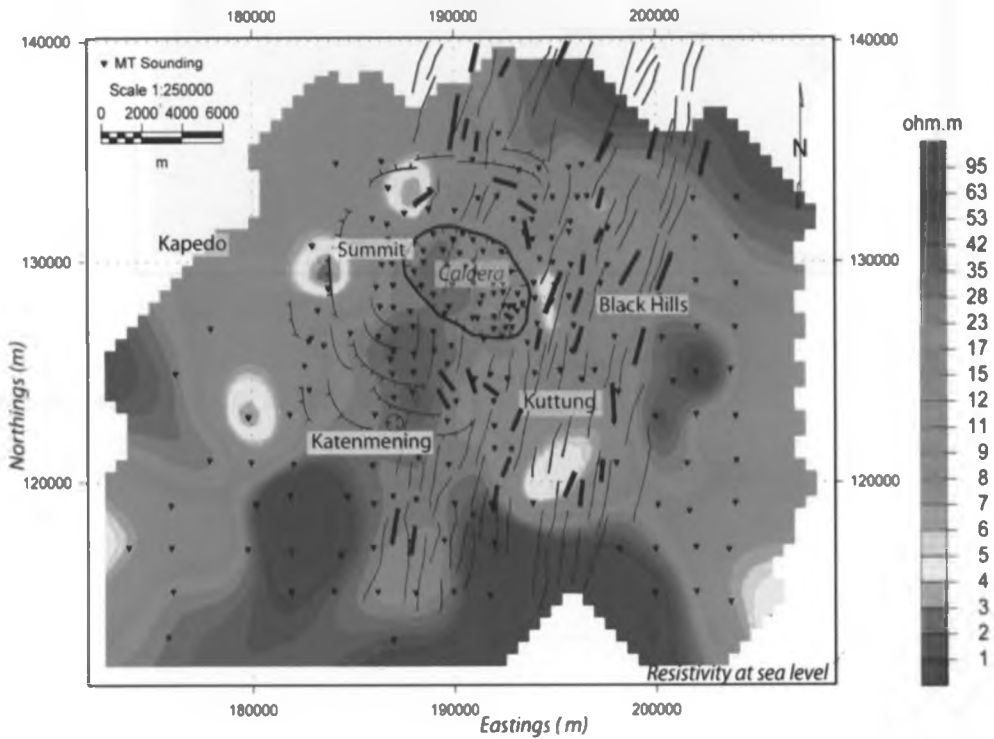 180000 190000 200000
140000 140000
MT Sounding
Scale 1:250000
0 2000 4000 6000
m
N
ohm.m
95
63
53
42
35
28
23
17
15
12
11
9
8
7
6
5
4
3
2
1
Kapedo
Summit
Caldera
130000 130000
Black Hills
Kuttung
Katenmening
120000 120000
Northings (m)
Resistivity at sea level
180000 190000 200000
Eastings (m)